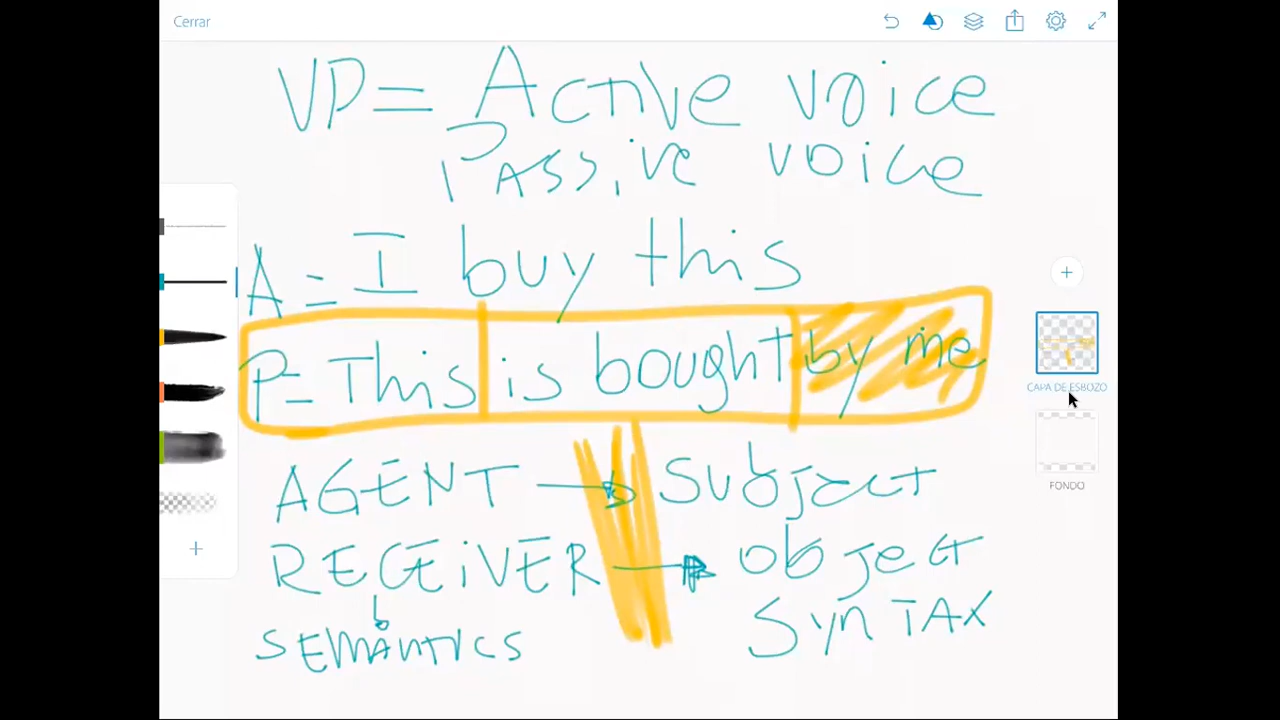 Cerrar
VP = Active voice
Passive voice
A = I buy this
P = This is bought by me
AGENT → Subject
RECEIVER → object
SEMANTICS SynTAX
CAPA DE ESBOZO
FONDO